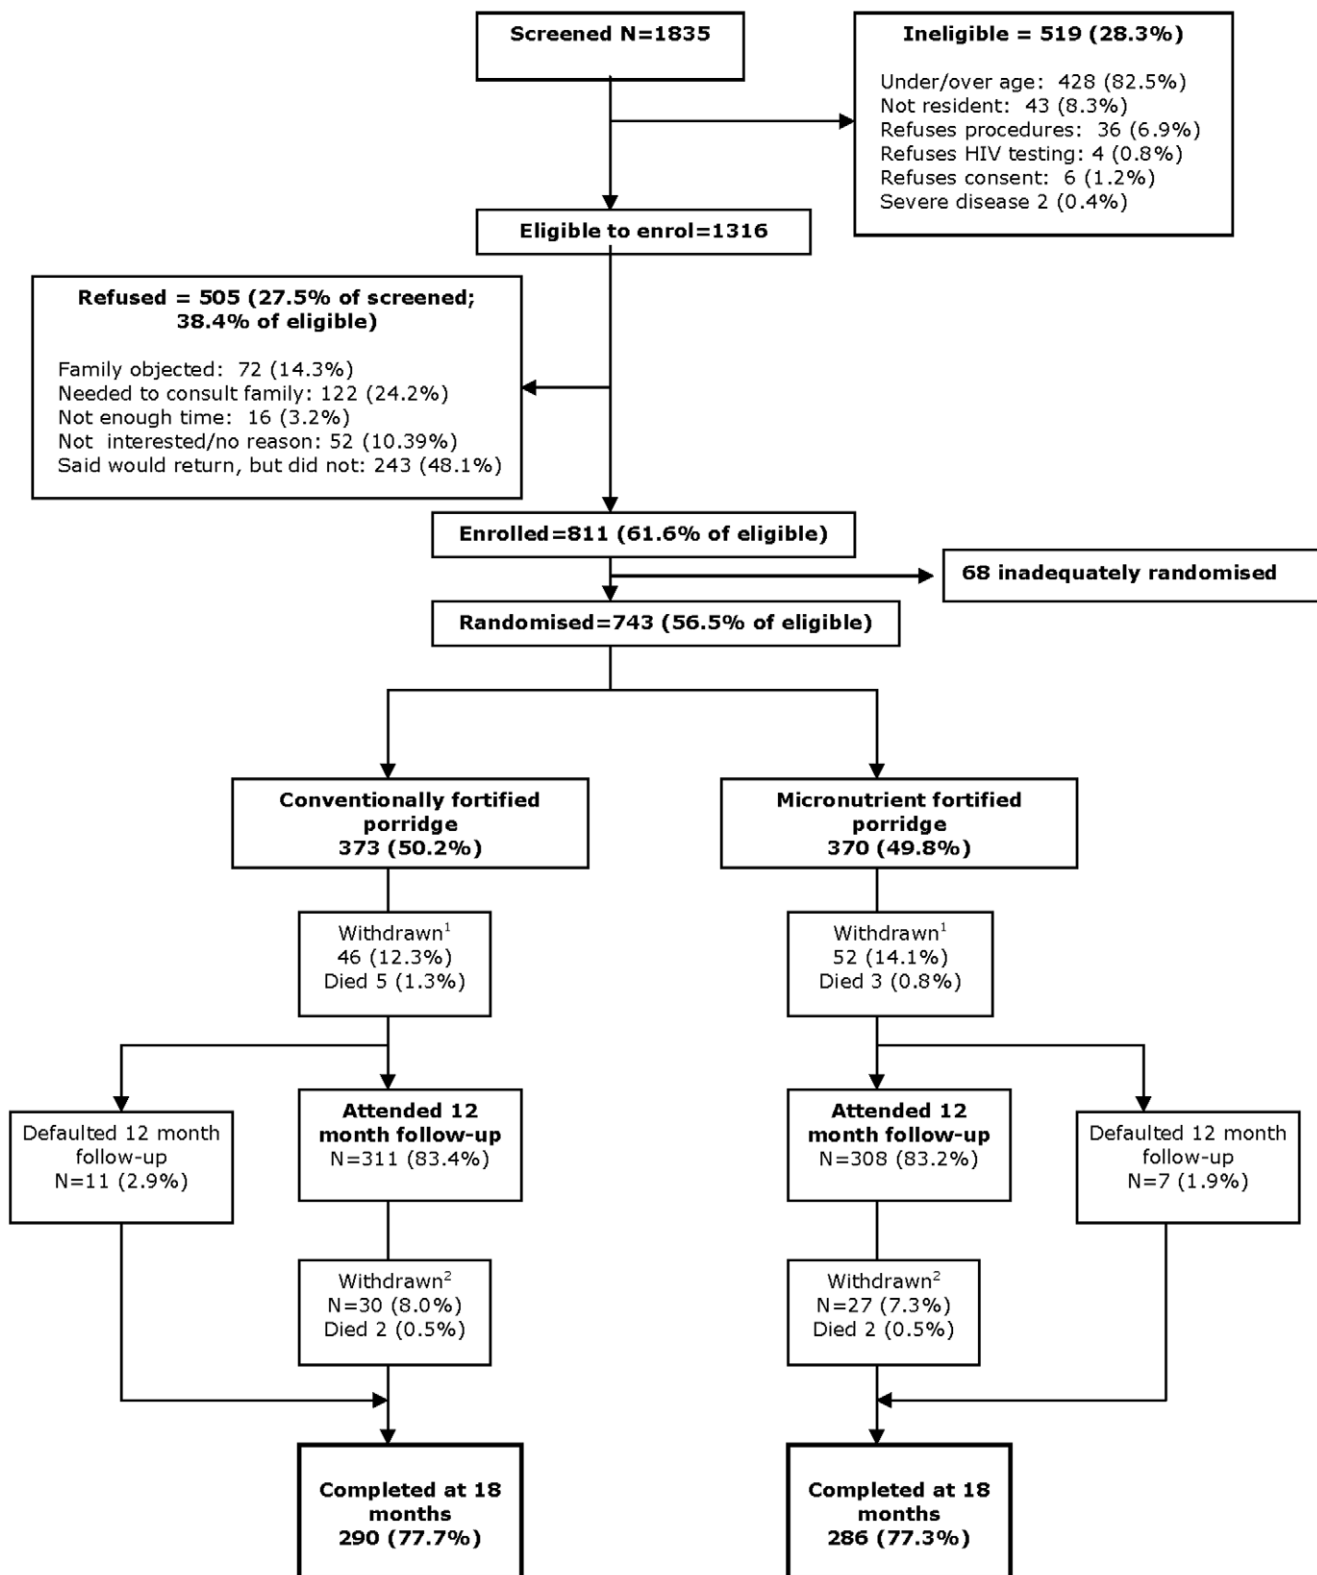 Screened N=1835
Ineligible = 519 (28.3%)
Under/over age: 428 (82.5%)
Not resident: 43 (8.3%)
Refuses procedures: 36 (6.9%)
Refuses HIV testing: 4 (0.8%)
Refuses consent: 6 (1.2%)
Severe disease 2 (0.4%)
Eligible to enrol=1316
Refused = 505 (27.5% of screened;
38.4% of eligible)
Family objected: 72 (14.3%)
Needed to consult family: 122 (24.2%)
Not enough time: 16 (3.2%)
Not interested/no reason: 52 (10.39%)
Said would return, but did not: 243 (48.1%)
Enrolled=811 (61.6% of eligible)
68 inadequately randomised
Randomised=743 (56.5% of eligible)
Conventionally fortified
porridge
373 (50.2%)
Micronutrient fortified
porridge
370 (49.8%)
Withdrawn¹
46 (12.3%)
Died 5 (1.3%)
Withdrawn¹
52 (14.1%)
Died 3 (0.8%)
Defaulted 12 month
follow-up
N=11 (2.9%)
Attended 12
month follow-up
N=311 (83.4%)
Attended 12
month follow-up
N=308 (83.2%)
Defaulted 12 month
follow-up
N=7 (1.9%)
Withdrawn²
N=30 (8.0%)
Died 2 (0.5%)
Withdrawn²
N=27 (7.3%)
Died 2 (0.5%)
Completed at 18
months
290 (77.7%)
Completed at 18
months
286 (77.3%)